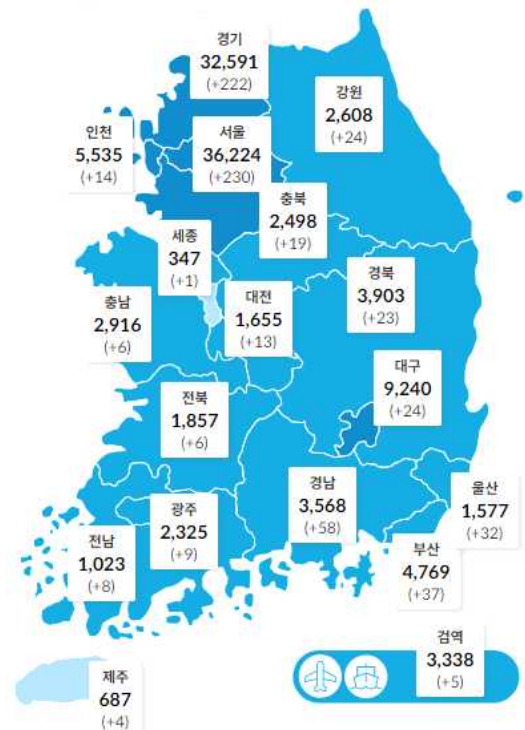 경기
32,591
(+222)
강원
2,608
(+24)
인천
5,535
(+14)
서울
36,224
(+230)
충북
2,498
(+19)
세종
347
(+1)
경북
3,903
(+23)
충남
2,916
(+6)
대전
1,655
(+13)
대구
9,240
(+24)
전북
1,857
(+6)
경남
3,568
(+58)
울산
1,577
(+32)
광주
2,325
(+9)
전남
1,023
(+8)
부산
4,769
(+37)
검역
3,338
(+5)
제주
687
(+4)